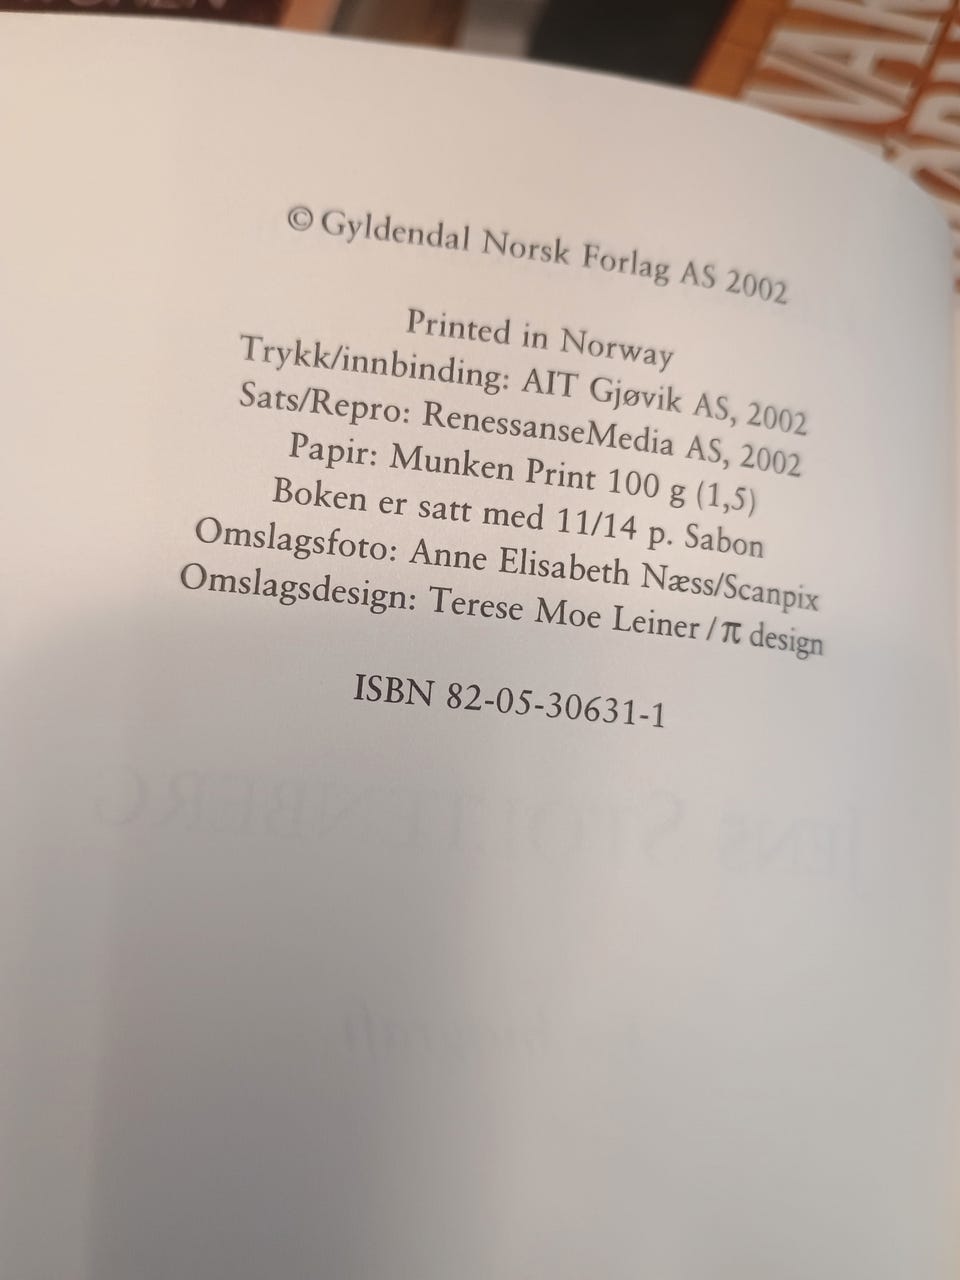 © Gyldendal Norsk Forlag AS 2002
Printed in Norway
Trykk/innbinding: AIT Gjøvik AS, 2002
Sats/Repro: RenessanseMedia AS, 2002
Papir: Munken Print 100 g (1,5)
Boken er satt med 11/14 p. Sabon
Omslagsfoto: Anne Elisabeth Næss/Scanpix
Omslagsdesign: Terese Moe Leiner/π design
ISBN 82-05-30631-1
JENS STOLTENBERG